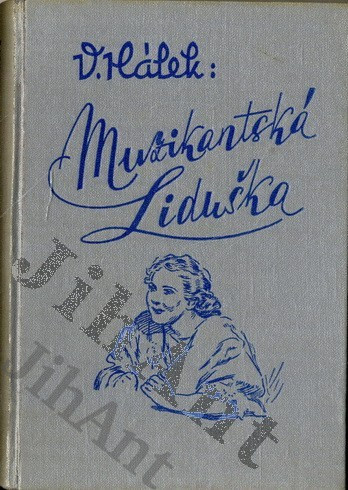 V. Hálek:
Muzikantská
Liduška
JihAnt
JihAnt